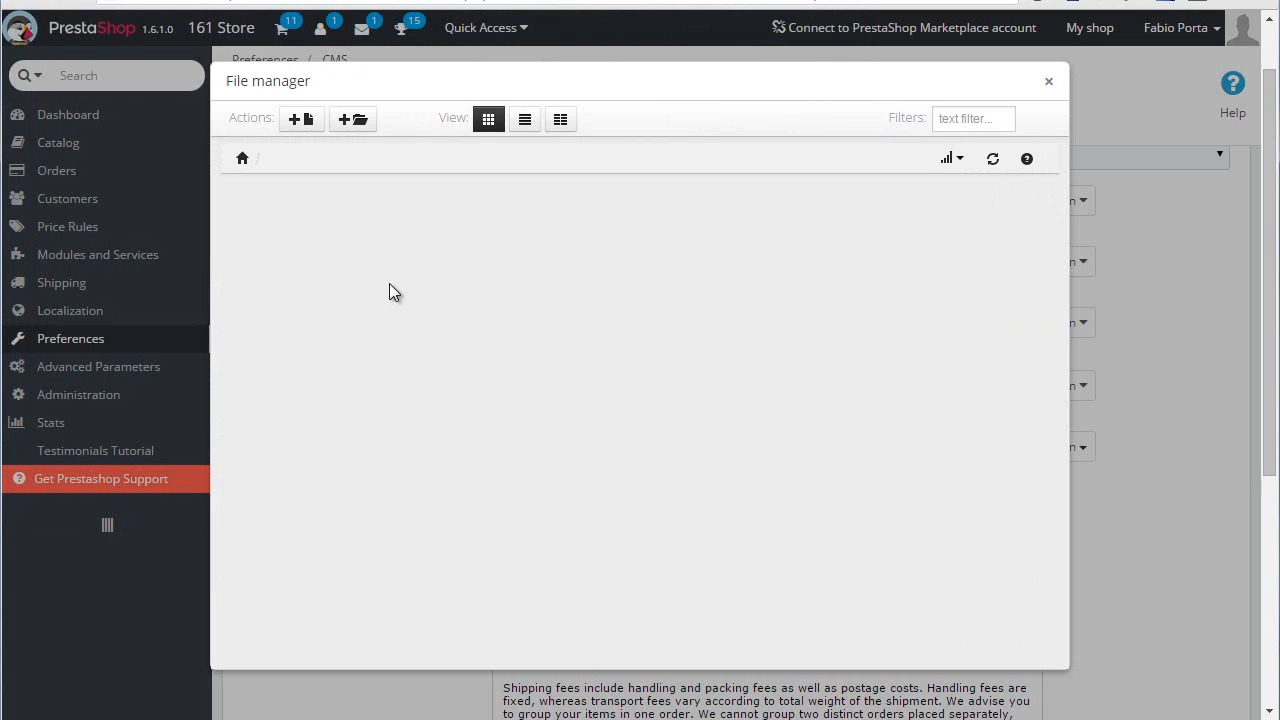 PrestaShop 1.6.1.0 161 Store 11 1 1 15 Quick Access Connect to PrestaShop Marketplace account My shop Fabio Porta
Preferences / CMS
Search
Dashboard
Catalog
Orders
Customers
Price Rules
Modules and Services
Shipping
Localization
Preferences
Advanced Parameters
Administration
Stats
Testimonials Tutorial
Get Prestashop Support
File manager ×
Actions: View: Filters: text filter...
/
Help
n
n
n
n
n
Shipping fees include handling and packing fees as well as postage costs. Handling fees are
fixed, whereas transport fees vary according to total weight of the shipment. We advise you
to group your items in one order. We cannot group two distinct orders placed separately,